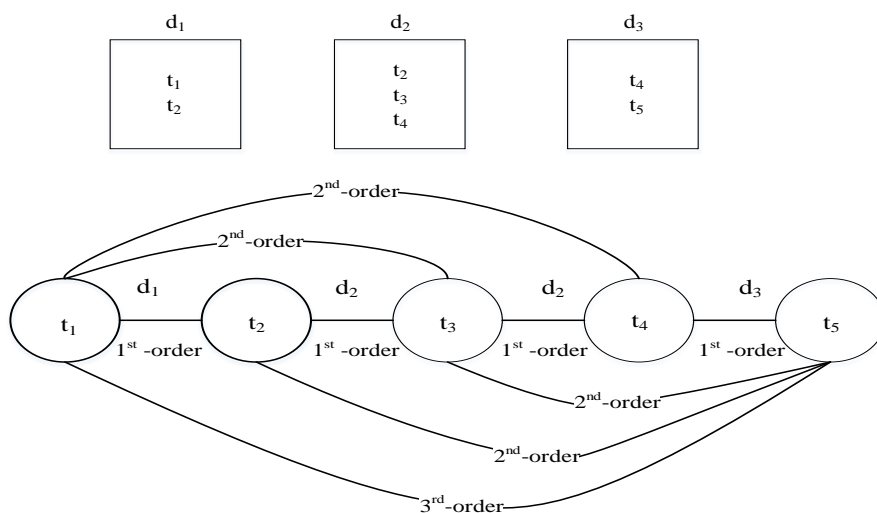 d₁ d₂ d₃
t₁
t₂
t₂
t₃
t₄
t₄
t₅
2ⁿᵈ-order
2ⁿᵈ-order
d₁ d₂ d₂ d₃
t₁ t₂ t₃ t₄ t₅
1ˢᵗ -order 1ˢᵗ -order 1ˢᵗ -order 1ˢᵗ -order
2ⁿᵈ-order
2ⁿᵈ-order
3ʳᵈ-order